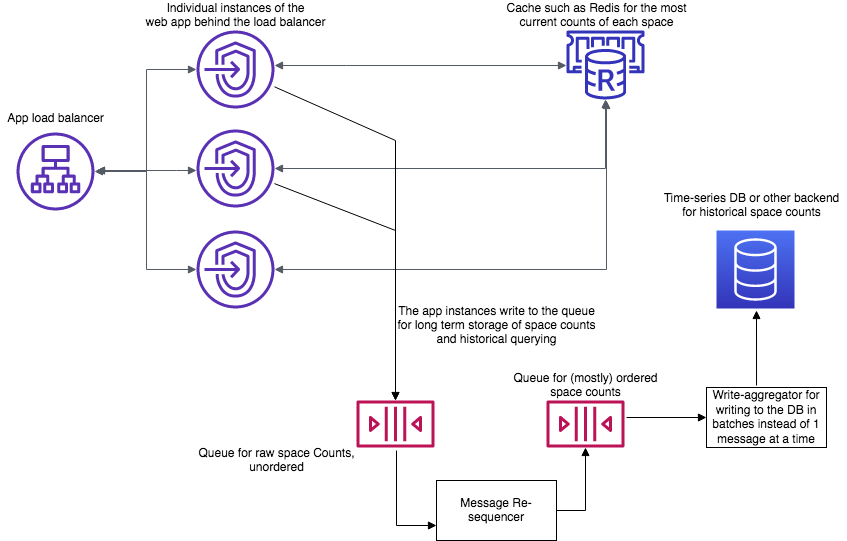 Individual instances of the
web app behind the load balancer
Cache such as Redis for the most
current counts of each space
R
App load balancer
Time-series DB or other backend
for historical space counts
The app instances write to the queue
for long term storage of space counts
and historical querying
Queue for (mostly) ordered
space counts
Write-aggregator for
writing to the DB in
batches instead of 1
message at a time
Queue for raw space Counts,
unordered
Message Re-
sequencer